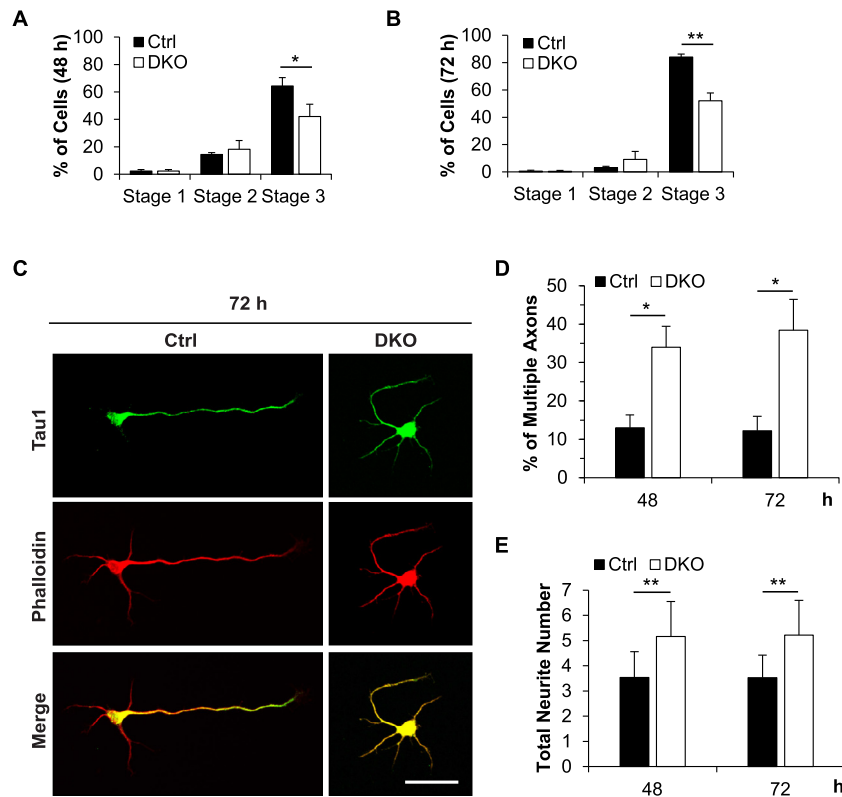 A
Ctrl
DKO
*
% of Cells (48 h)
100
80
60
40
20
0
Stage 1 Stage 2 Stage 3
B
Ctrl
DKO
**
% of Cells (72 h)
100
80
60
40
20
0
Stage 1 Stage 2 Stage 3
C
72 h
Ctrl DKO
Tau1
Phalloidin
Merge
D
Ctrl DKO
* *
% of Multiple Axons
50
40
30
20
10
0
48 72 h
E
Ctrl DKO
** **
Total Neurite Number
7
6
5
4
3
2
1
0
48 72 h